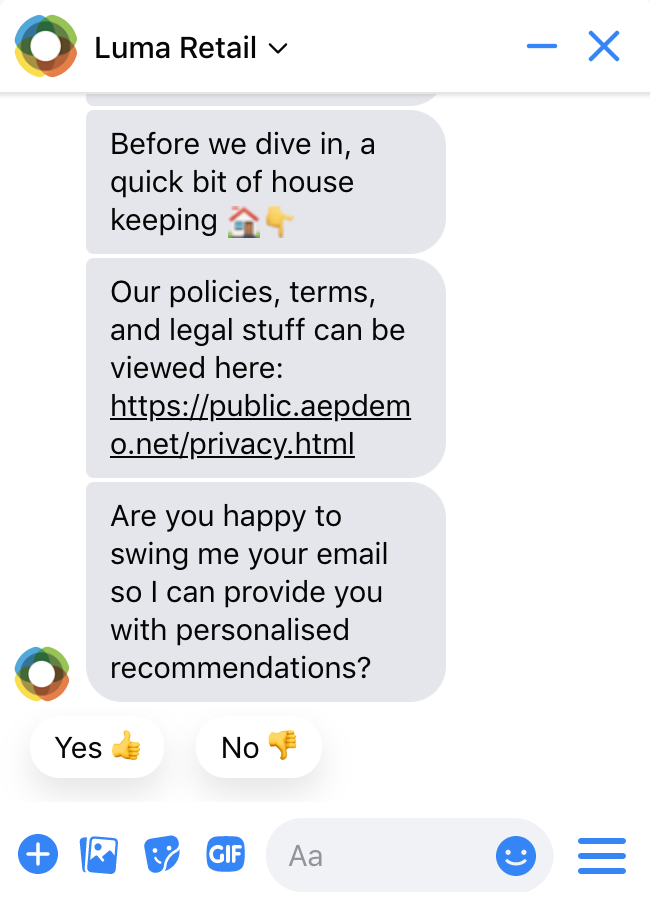 Luma Retail
Before we dive in, a
quick bit of house
keeping 🏠👇
Our policies, terms,
and legal stuff can be
viewed here:
https://public.aepdem
o.net/privacy.html
Are you happy to
swing me your email
so I can provide you
with personalised
recommendations?
Yes 👍 No 👎
GIF Aa